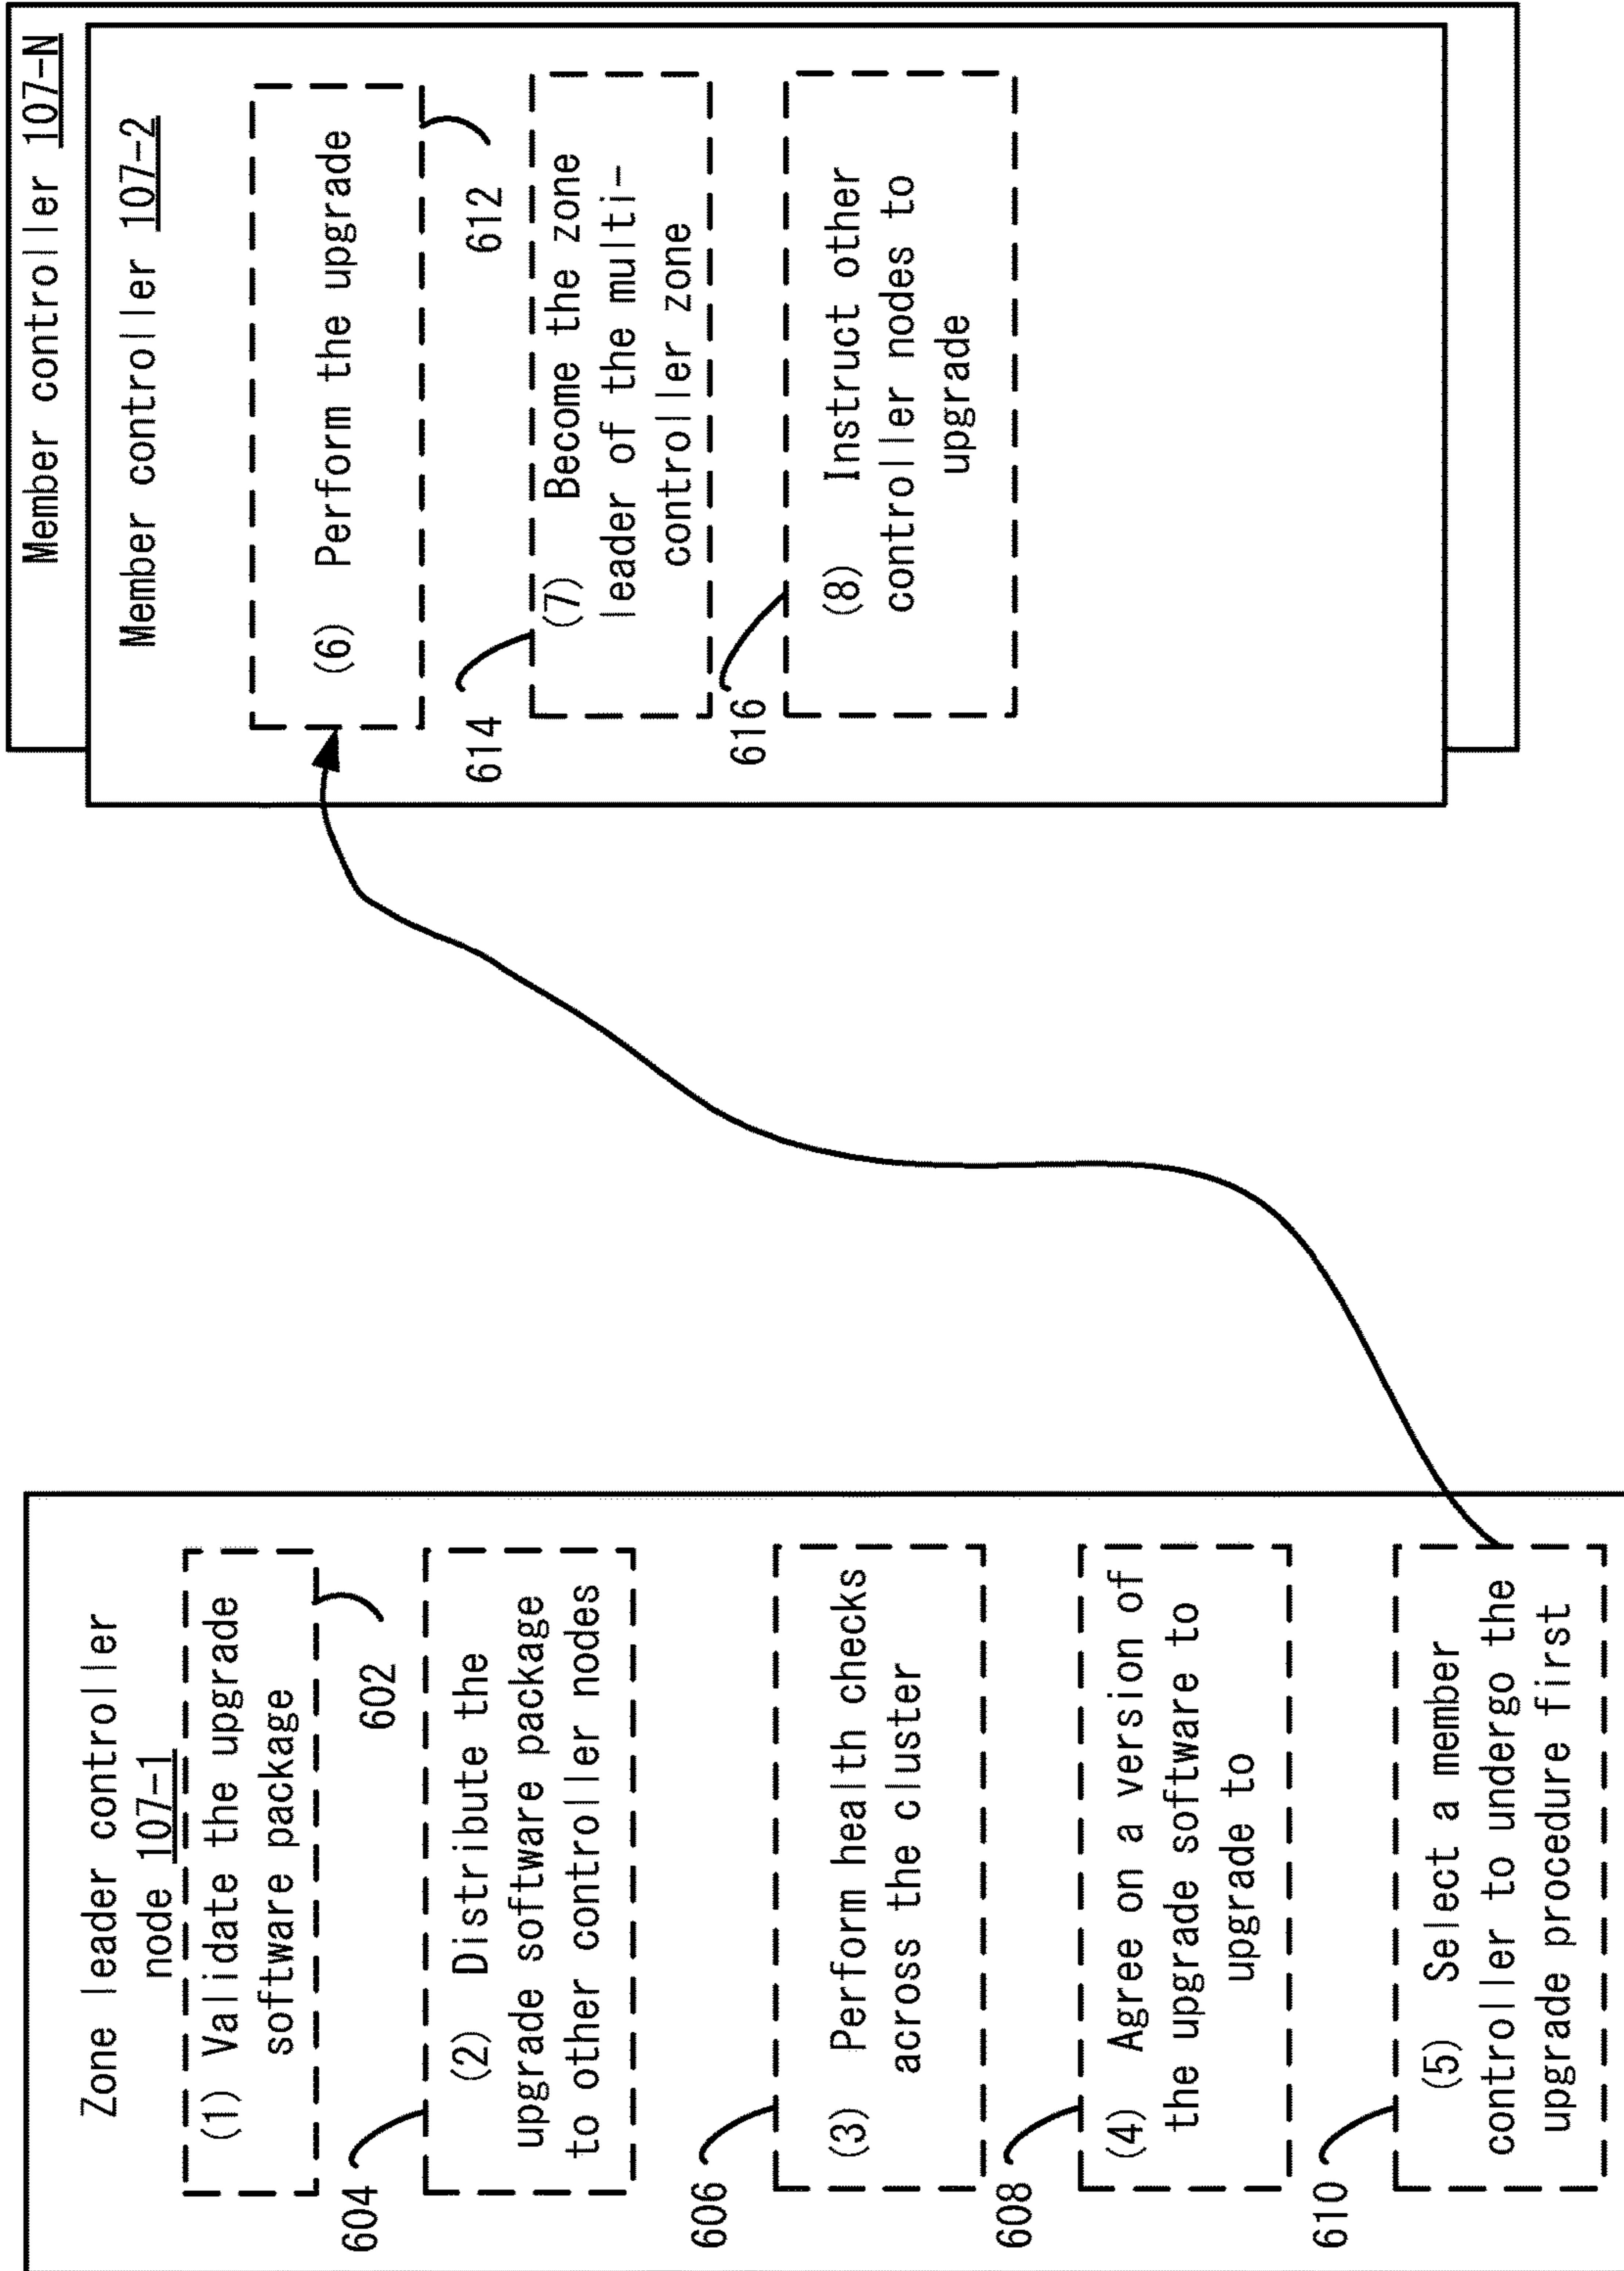 Zone leader controller
node 107-1
(1) Validate the upgrade
software package
602
604
(2) Distribute the
upgrade software package
to other controller nodes
606
(3) Perform health checks
across the cluster
608
(4) Agree on a version of
the upgrade software to
upgrade to
610
(5) Select a member
controller to undergo the
upgrade procedure first
Member controller 107-N
Member controller 107-2
(6) Perform the upgrade
612
614
(7) Become the zone
leader of the multi-
controller zone
616
(8) Instruct other
controller nodes to
upgrade